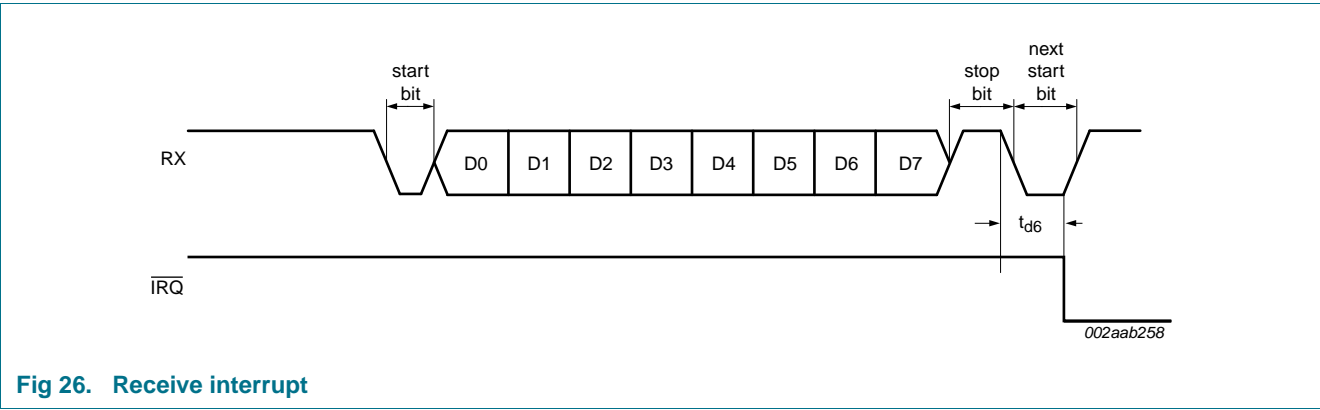 start
bit
stop
bit
next
start
bit
RX
D0 D1 D2 D3 D4 D5 D6 D7
td6
IRQ
002aab258
Fig 26. Receive interrupt